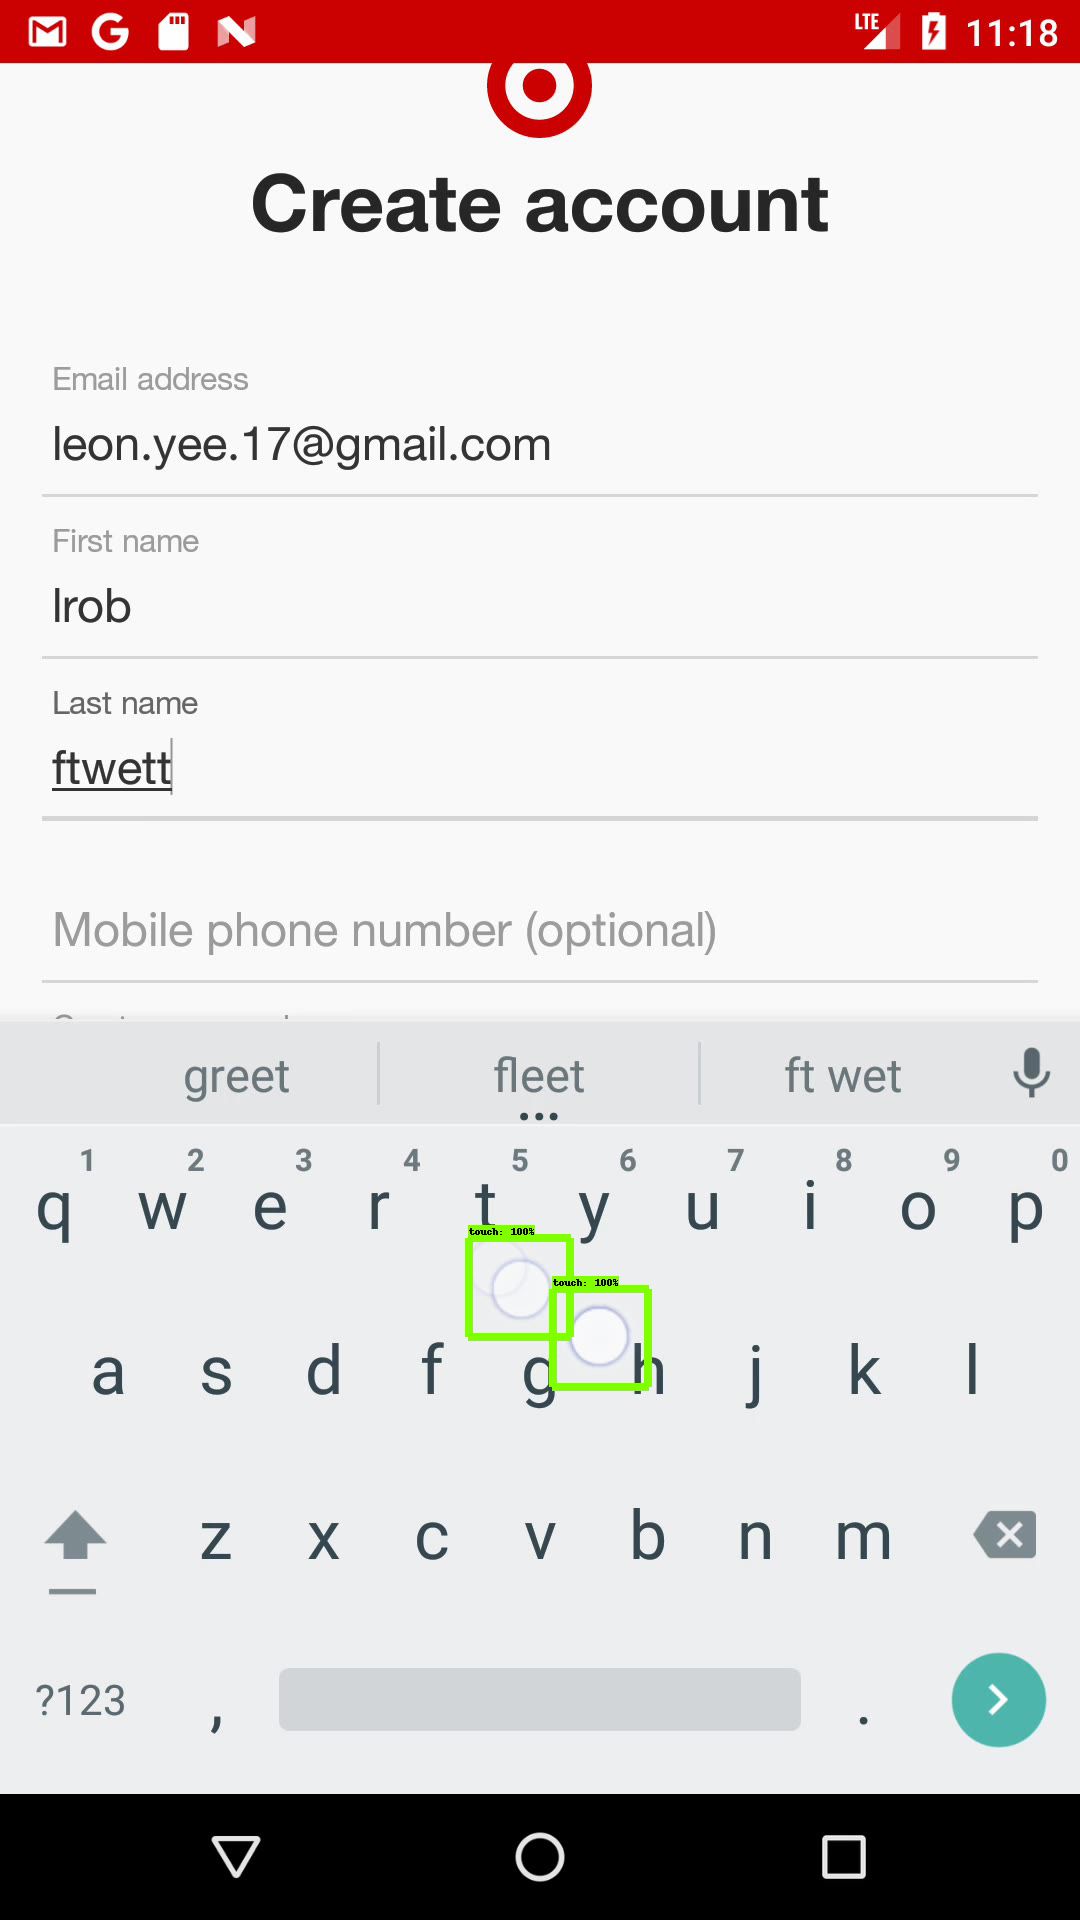 LTE 11:18
Create account
Email address
leon.yee.17@gmail.com
First name
lrob
Last name
ftwett
Mobile phone number (optional)
greet fleet ft wet
1 2 3 4 5 6 7 8 9 0
q w e r t y u i o p
touch: 100%
touch: 100%
a s d f g h j k l
z x c v b n m
?123 , .